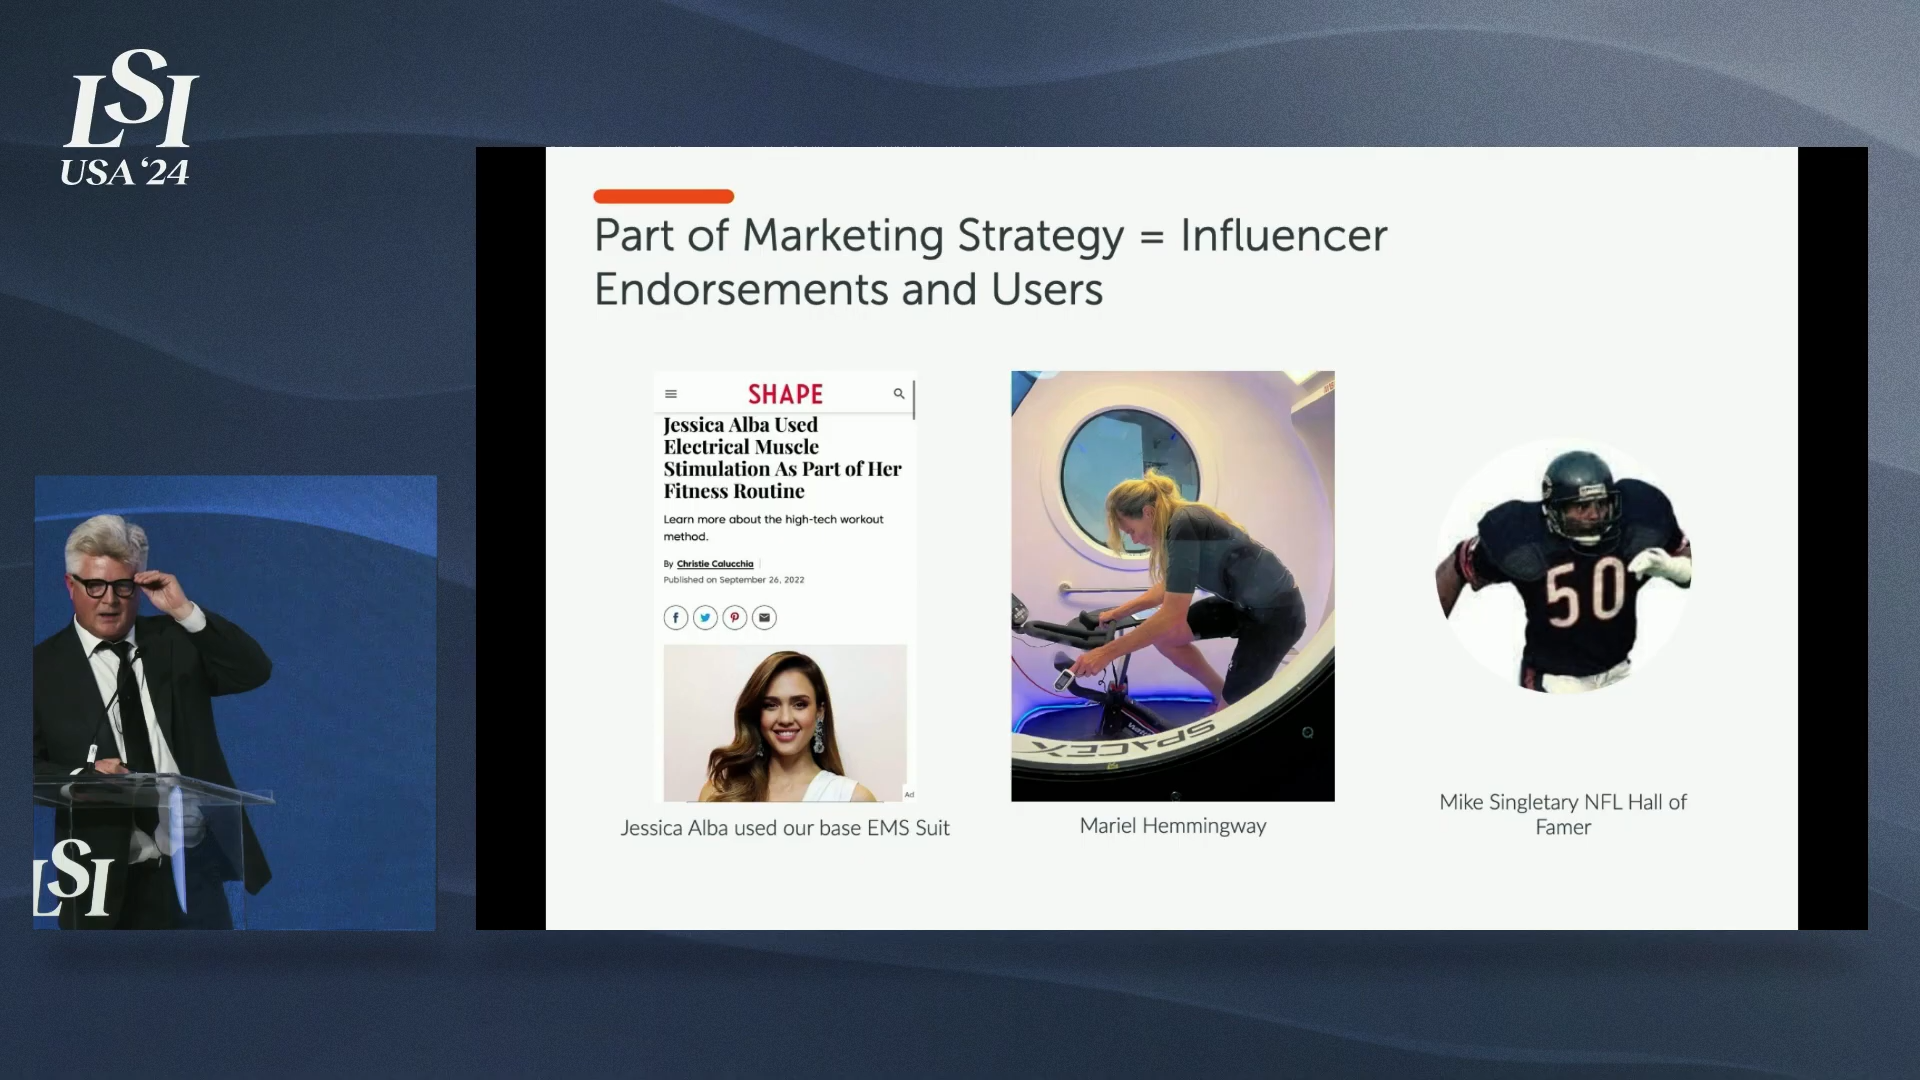 LSI
USA '24
Part of Marketing Strategy = Influencer
Endorsements and Users
SHAPE
Jessica Alba Used
Electrical Muscle
Stimulation As Part of Her
Fitness Routine
Learn more about the high-tech workout
method.
By Christie Calucchia
Published on September 26, 2022
Ad
Jessica Alba used our base EMS Suit
SPACEX
Mariel Hemmingway
50
Mike Singletary NFL Hall of
Famer
LSI